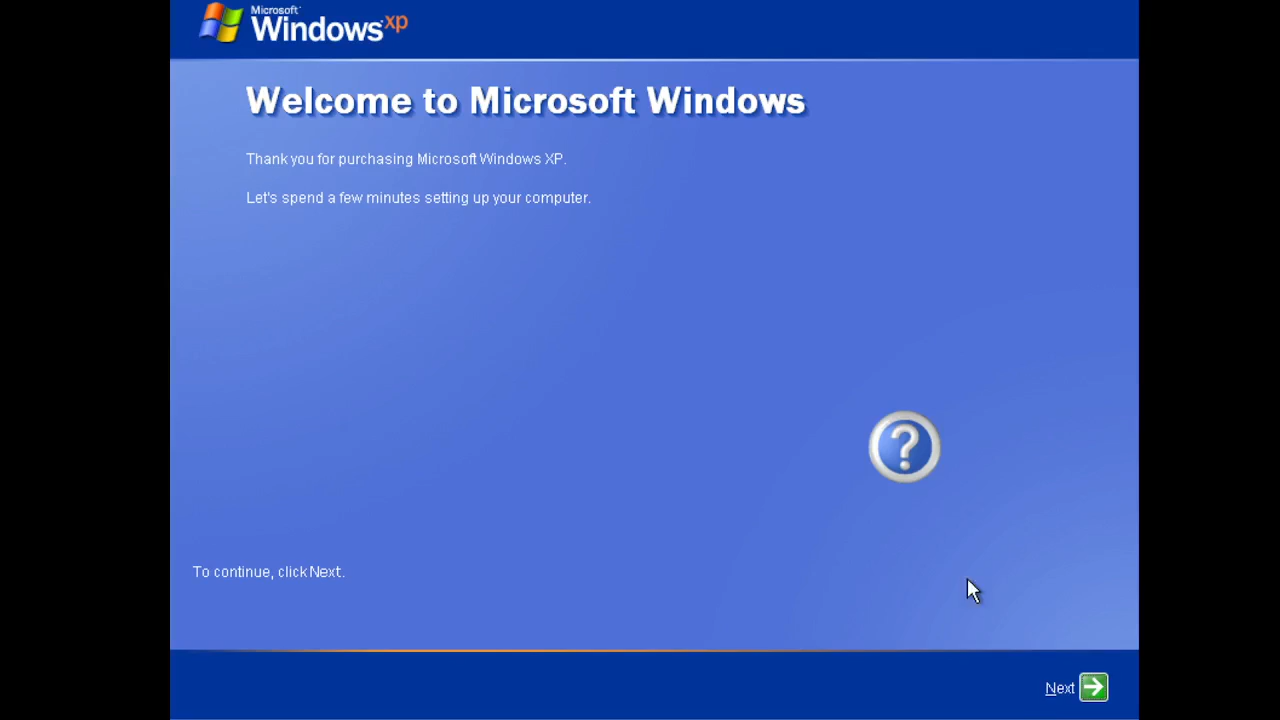 Microsoft
Windows xp
Welcome to Microsoft Windows
Thank you for purchasing Microsoft Windows XP.
Let's spend a few minutes setting up your computer.
?
To continue, click Next.
Next